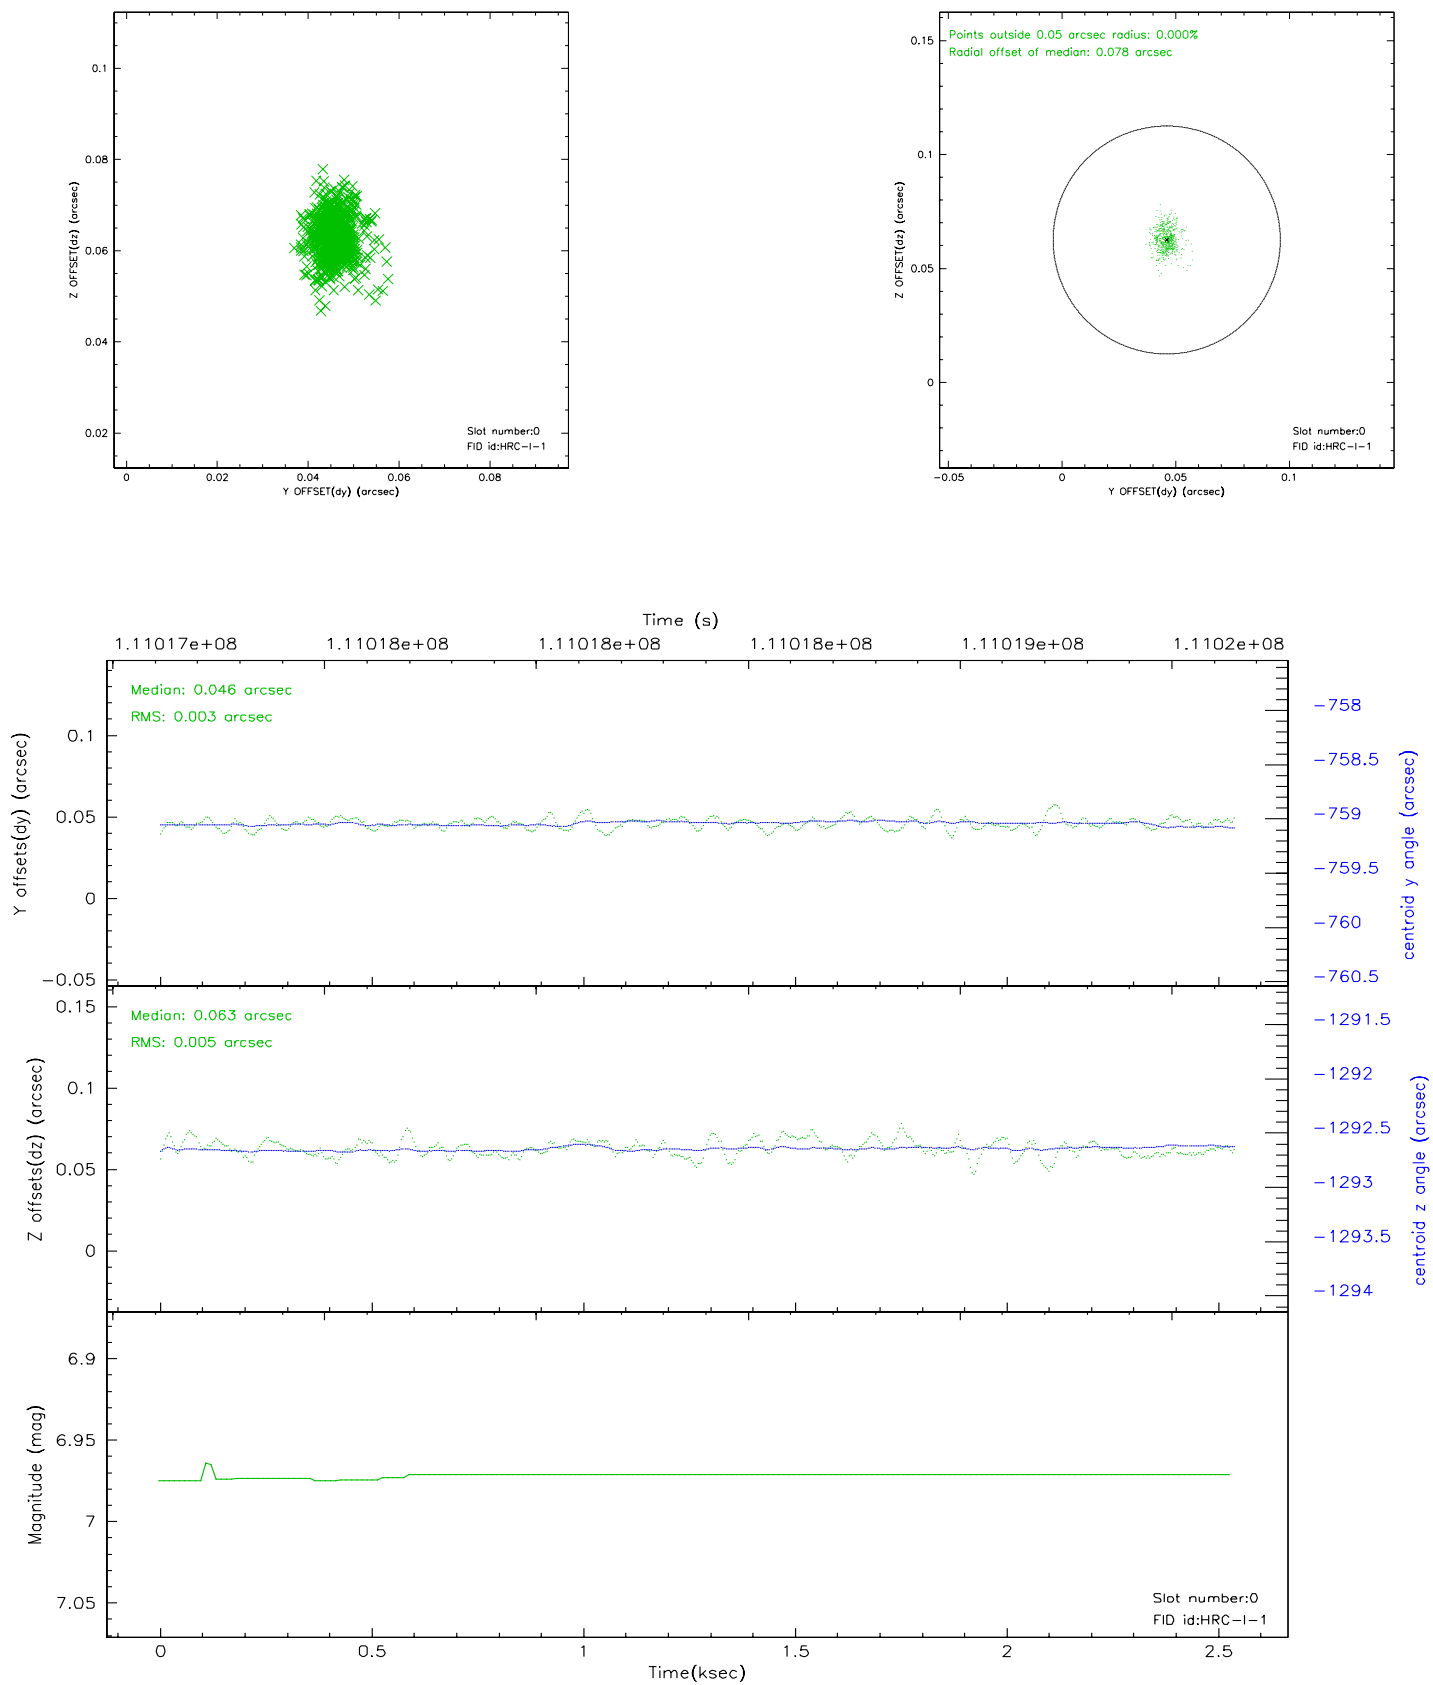 0.1
0.08
0.06
0.04
0.02
Z OFFSET(dz) (arcsec)
Slot number:0
FID id:HRC-I-1
0 0.02 0.04 0.06 0.08
Y OFFSET(dy) (arcsec)
Points outside 0.05 arcsec radius: 0.000%
Radial offset of median: 0.078 arcsec
0.15
0.1
0.05
0
Z OFFSET(dz) (arcsec)
Slot number:0
FID id:HRC-I-1
-0.05 0 0.05 0.1
Y OFFSET(dy) (arcsec)
Time (s)
1.11017e+08 1.11018e+08 1.11018e+08 1.11018e+08 1.11019e+08 1.1102e+08
Median: 0.046 arcsec
RMS: 0.003 arcsec
0.1
0.05
0
-0.05
Y offsets(dy) (arcsec)
-758
-758.5
-759
-759.5
-760
-760.5
centroid y angle (arcsec)
Median: 0.063 arcsec
RMS: 0.005 arcsec
0.15
0.1
0.05
0
Z offsets(dz) (arcsec)
-1291.5
-1292
-1292.5
-1293
-1293.5
-1294
centroid z angle (arcsec)
6.9
6.95
7
7.05
Magnitude (mag)
Slot number:0
FID id:HRC-I-1
0 0.5 1 1.5 2 2.5
Time(ksec)